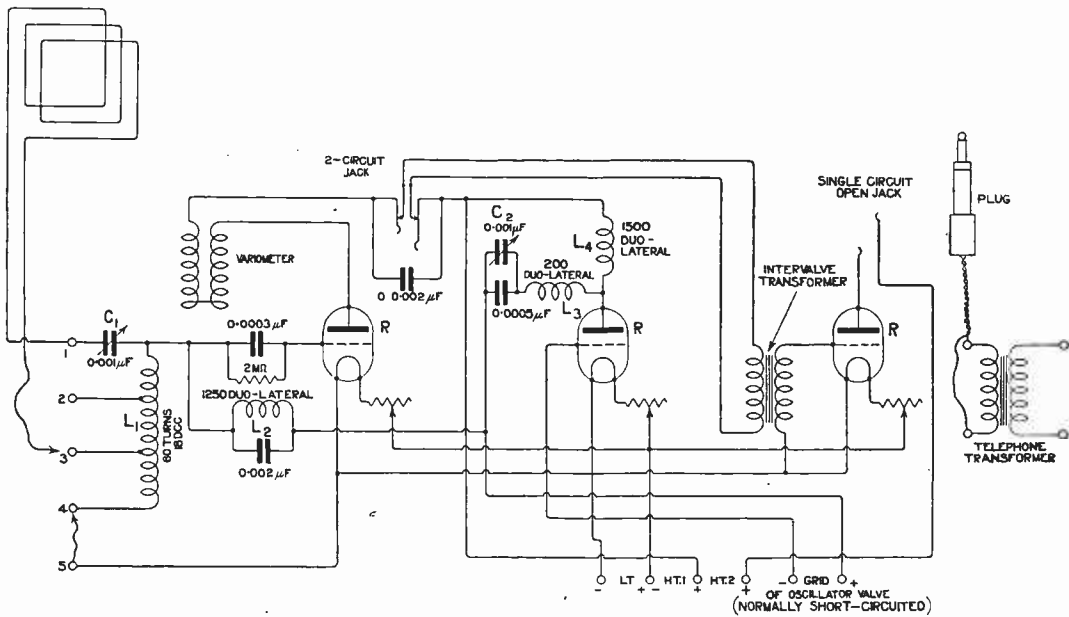 2-CIRCUIT
JACK
C2
0.001μF
1500
DUO-
LATERAL
L4
200
DUO-LATERAL
0.0005μF
L3
SINGLE CIRCUIT
OPEN JACK
PLUG
VARIOMETER
0 0.002μF
INTERVALVE
TRANSFORMER
C1
0.001μF
0.0003μF
2MΩ
R
R
R
1250 DUO-LATERAL
L2
0.002μF
1
2
3
4
5
L1
60 TURNS
18 DCC
TELEPHONE
TRANSFORMER
- LT + - HT.1 + HT.2 + - GRID +
OF OSCILLATOR VALVE
(NORMALLY SHORT-CIRCUITED)